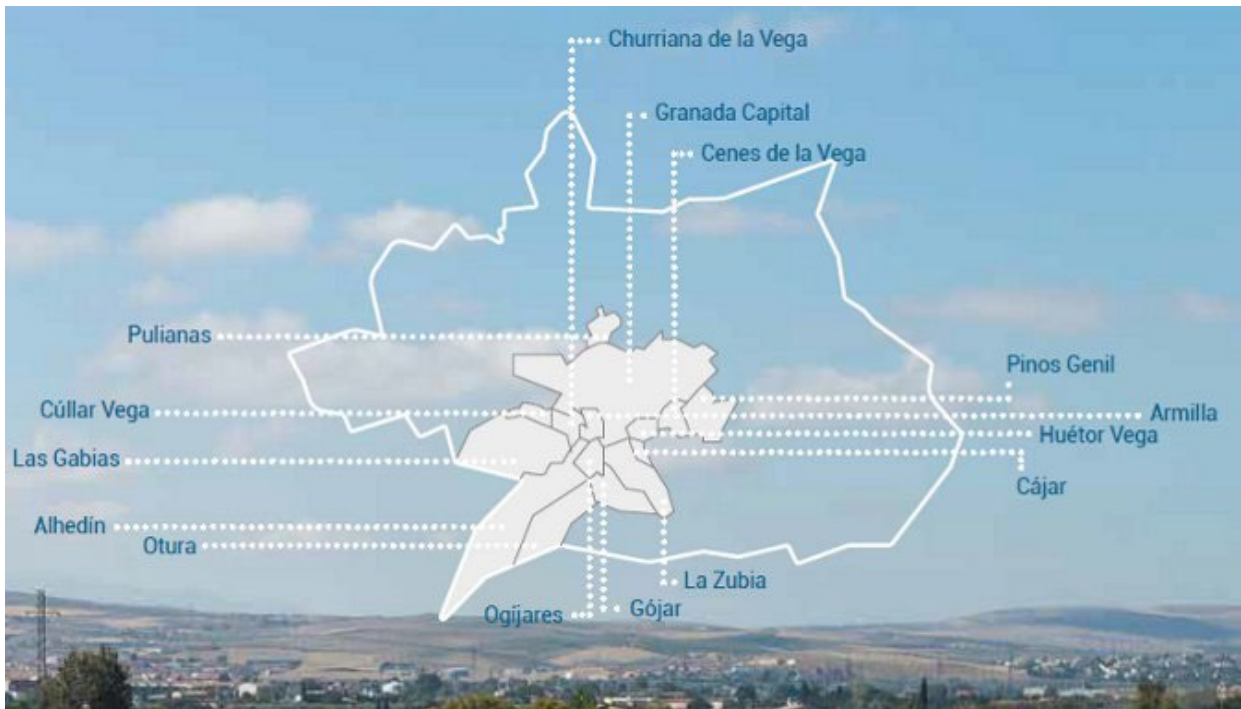 Churriana de la Vega
Granada Capital
Cenes de la Vega
Pulianas
Pinos Genil
Cúllar Vega
Armilla
Huétor Vega
Las Gabias
Cájar
Alhedín
Otura
La Zubia
Ogíjares
Gójar